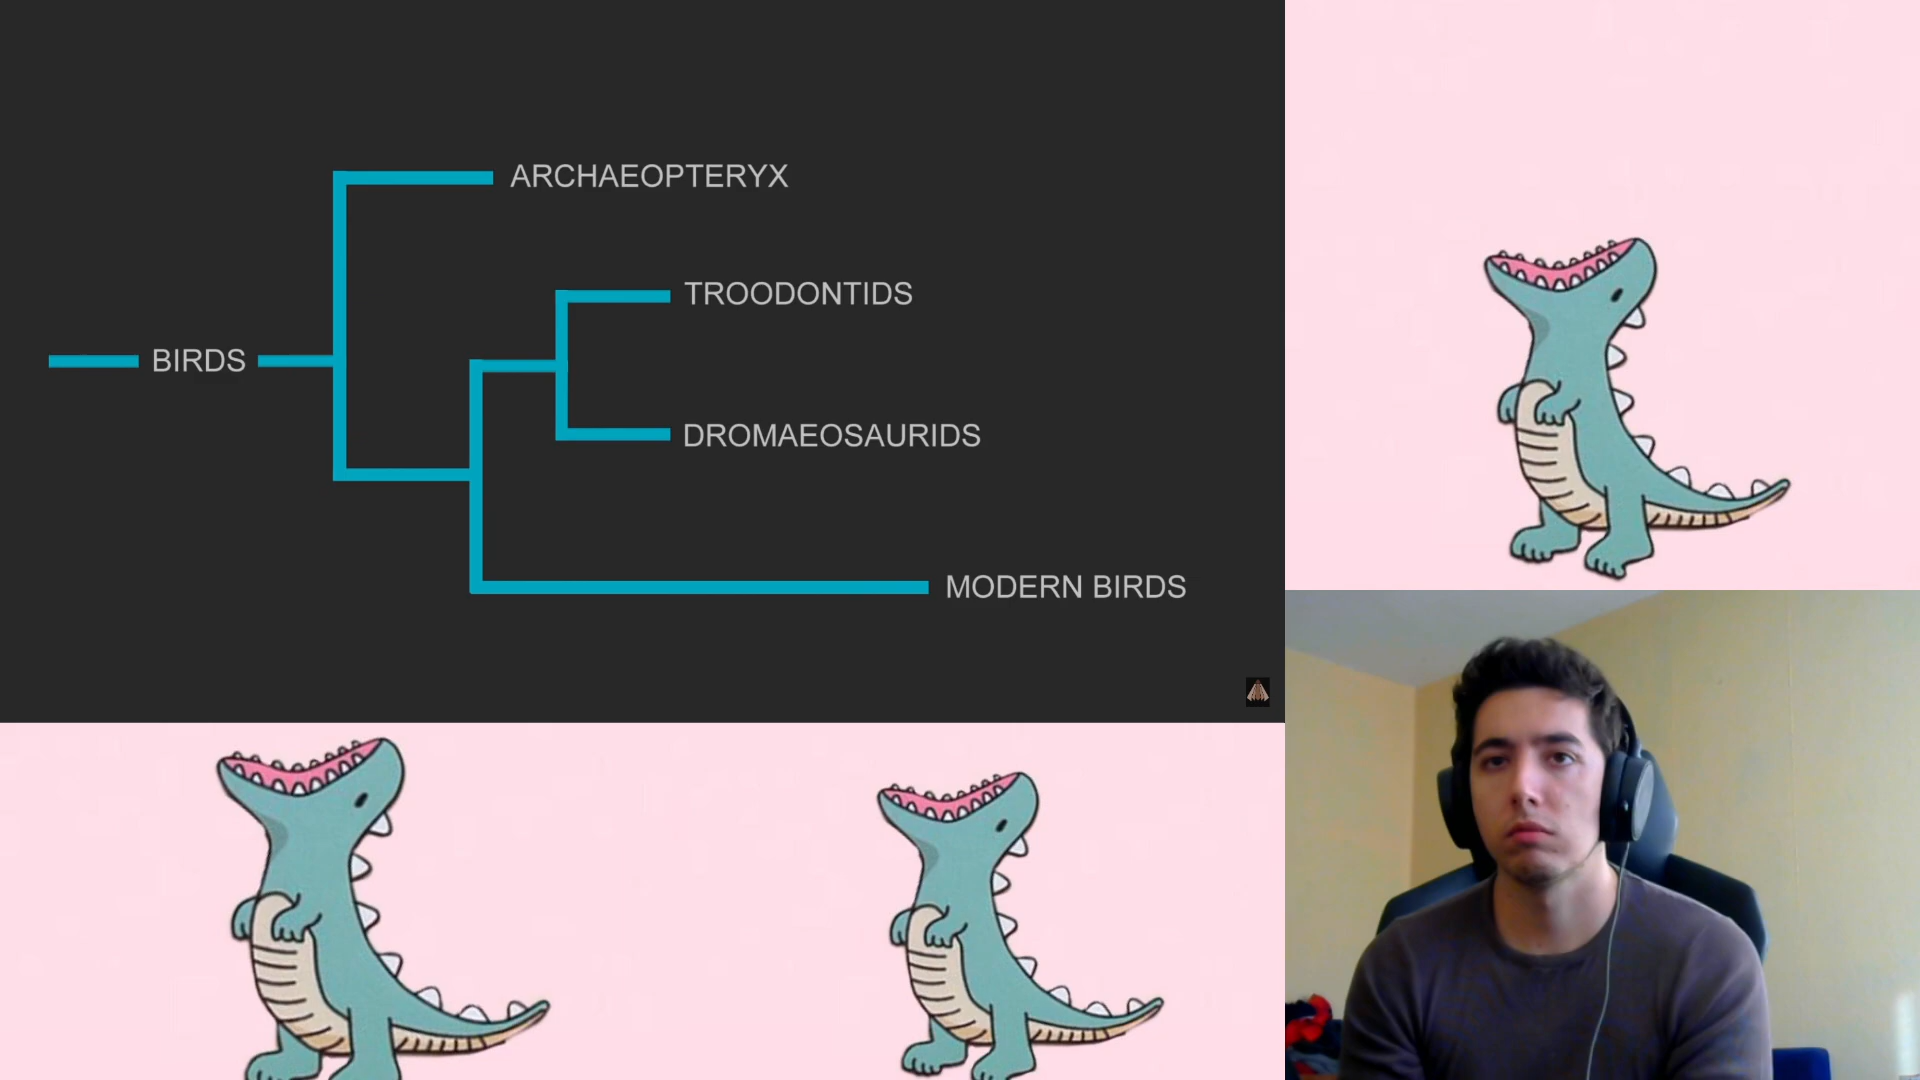 ARCHAEOPTERYX
TROODONTIDS
BIRDS
DROMAEOSAURIDS
MODERN BIRDS